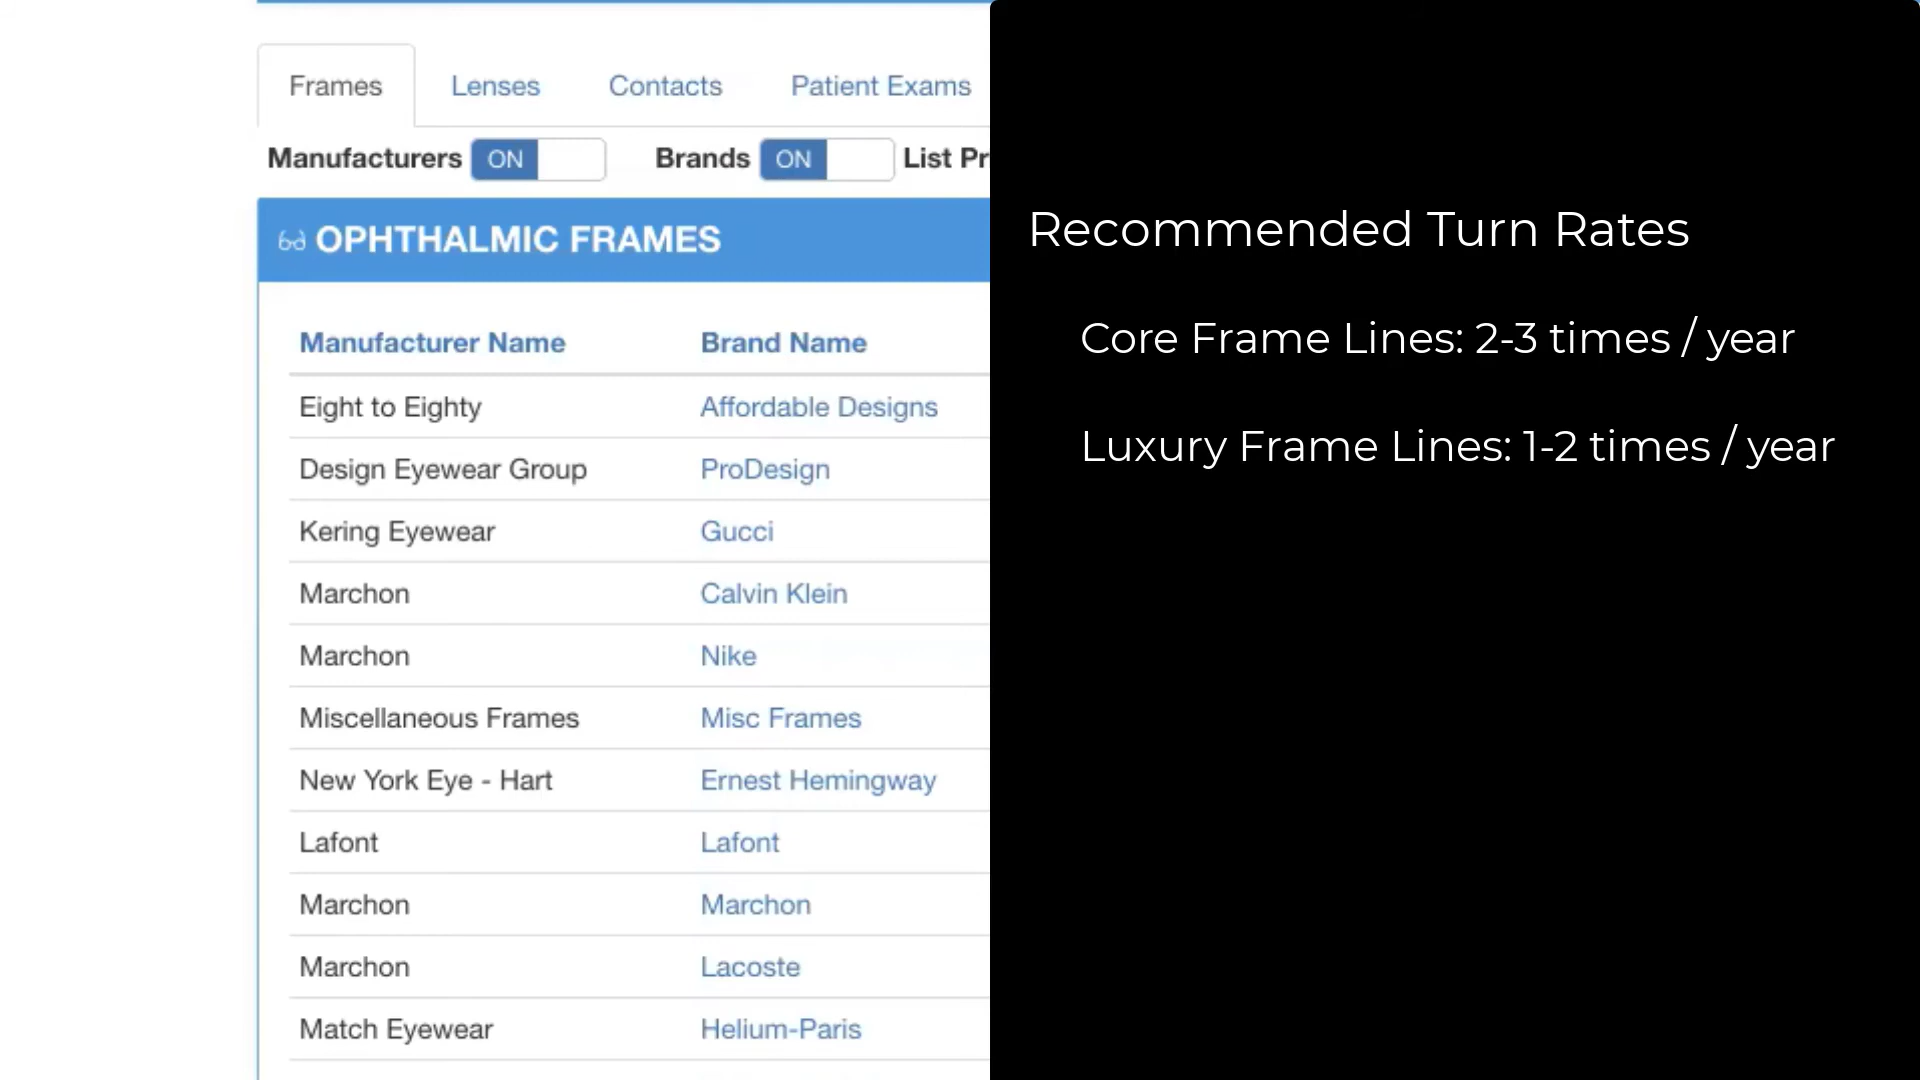 Frames Lenses Contacts Patient Exams
Manufacturers ON Brands ON List Pr
OPHTHALMIC FRAMES
Manufacturer Name Brand Name
Eight to Eighty Affordable Designs
Design Eyewear Group ProDesign
Kering Eyewear Gucci
Marchon Calvin Klein
Marchon Nike
Miscellaneous Frames Misc Frames
New York Eye - Hart Ernest Hemingway
Lafont Lafont
Marchon Marchon
Marchon Lacoste
Match Eyewear Helium-Paris
Recommended Turn Rates
Core Frame Lines: 2-3 times / year
Luxury Frame Lines: 1-2 times / year